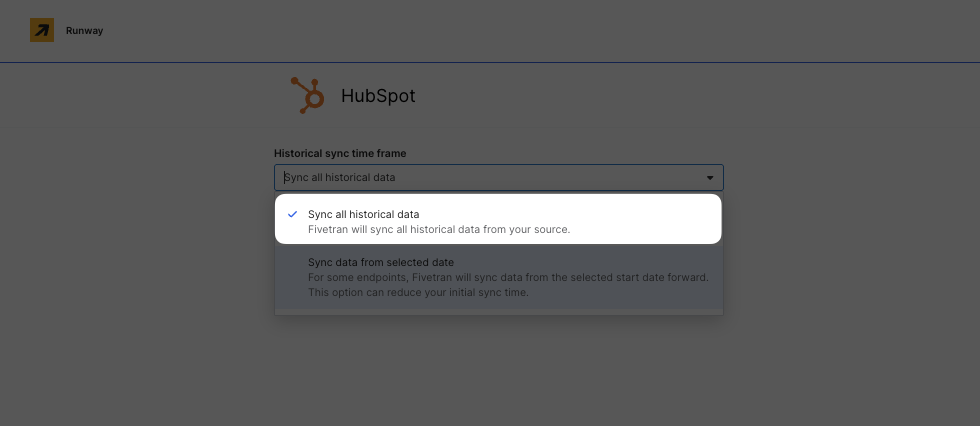 Runway
HubSpot
Historical sync time frame
Sync all historical data
Sync all historical data
Fivetran will sync all historical data from your source.
Sync data from selected date
For some endpoints, Fivetran will sync data from the selected start date forward.
This option can reduce your initial sync time.